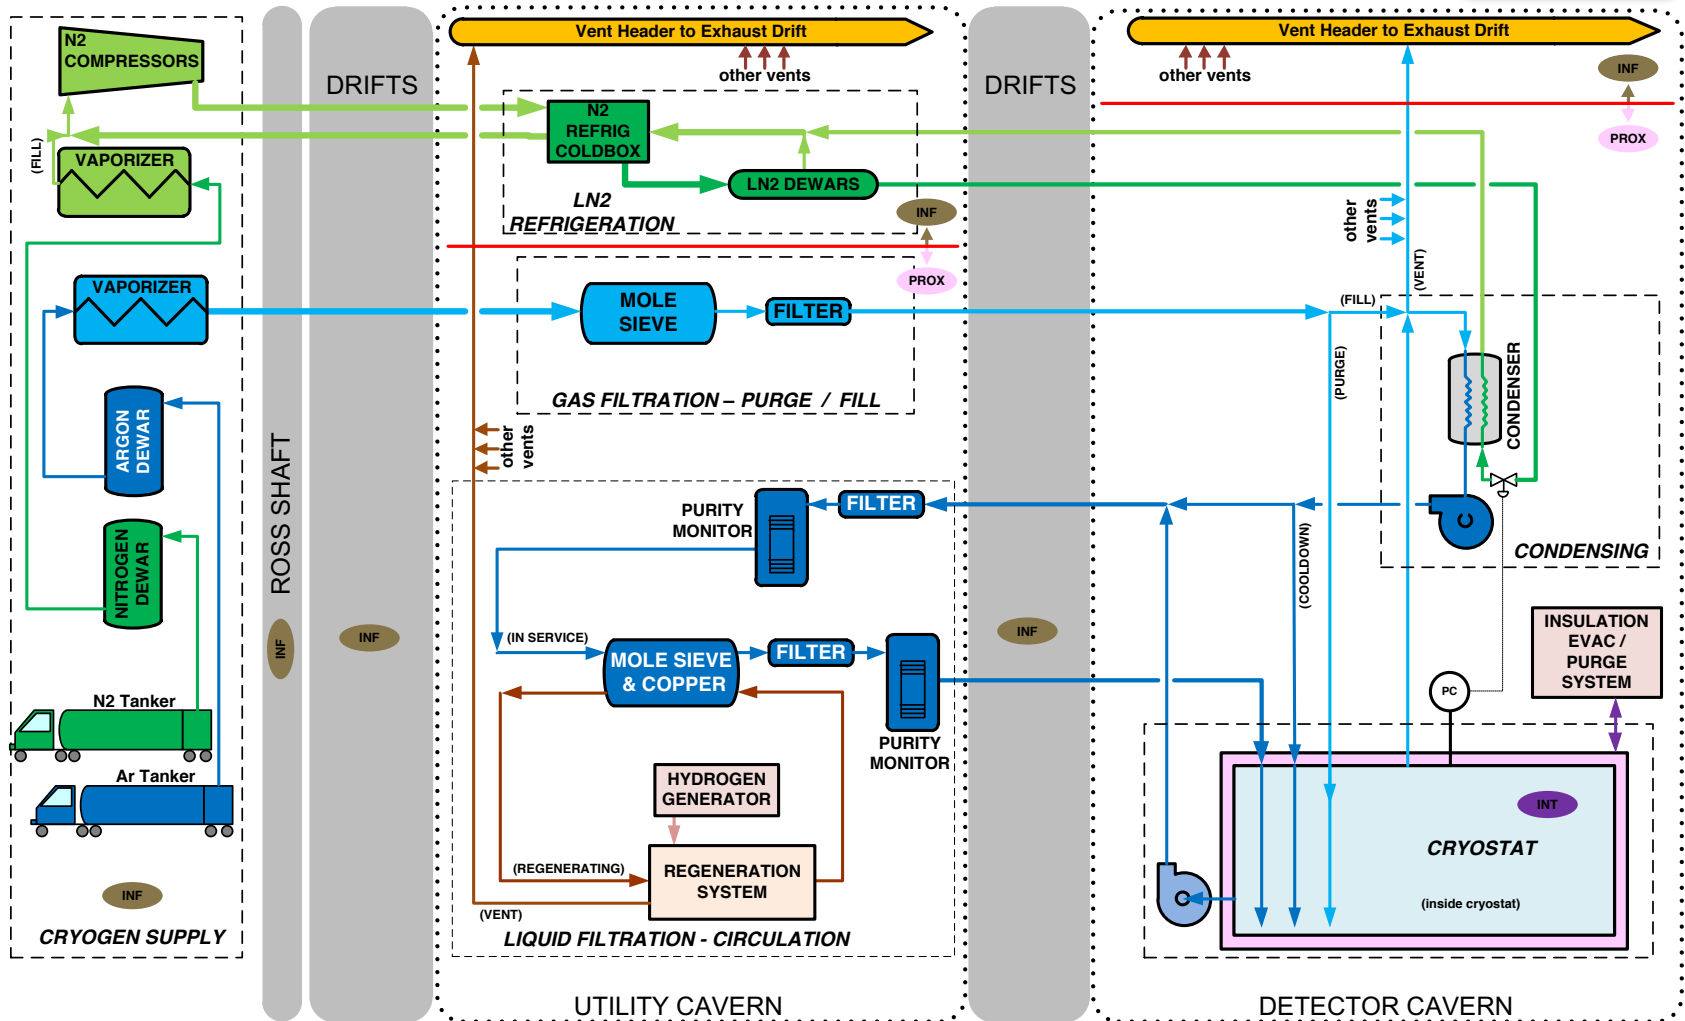 N2
COMPRESSORS
(FILL)
VAPORIZER
VAPORIZER
ARGON
DEWAR
NITROGEN
DEWAR
N2 Tanker
Ar Tanker
INF
CRYOGEN SUPPLY
ROSS SHAFT
INF
DRIFTS
INF
Vent Header to Exhaust Drift
other vents
N2
REFRIG
COLDBOX
LN2 DEWARS
LN2
REFRIGERATION
INF
PROX
MOLE
SIEVE
FILTER
GAS FILTRATION – PURGE / FILL
other
vents
PURITY
MONITOR
FILTER
(IN SERVICE)
MOLE SIEVE
& COPPER
FILTER
PURITY
MONITOR
HYDROGEN
GENERATOR
(REGENERATING)
REGENERATION
SYSTEM
(VENT)
LIQUID FILTRATION - CIRCULATION
UTILITY CAVERN
DRIFTS
INF
Vent Header to Exhaust Drift
other vents
INF
PROX
other
vents
(VENT)
(FILL)
(PURGE)
CONDENSER
C
CONDENSING
(COOLDOWN)
INSULATION
EVAC /
PURGE
SYSTEM
PC
INT
CRYOSTAT
(inside cryostat)
C
DETECTOR CAVERN